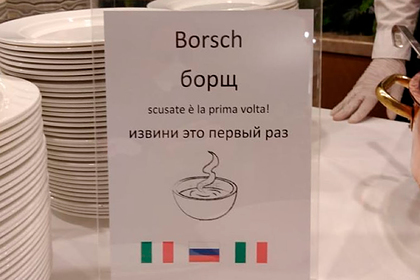 Borsch
борщ
scusate è la prima volta!
извини это первый раз